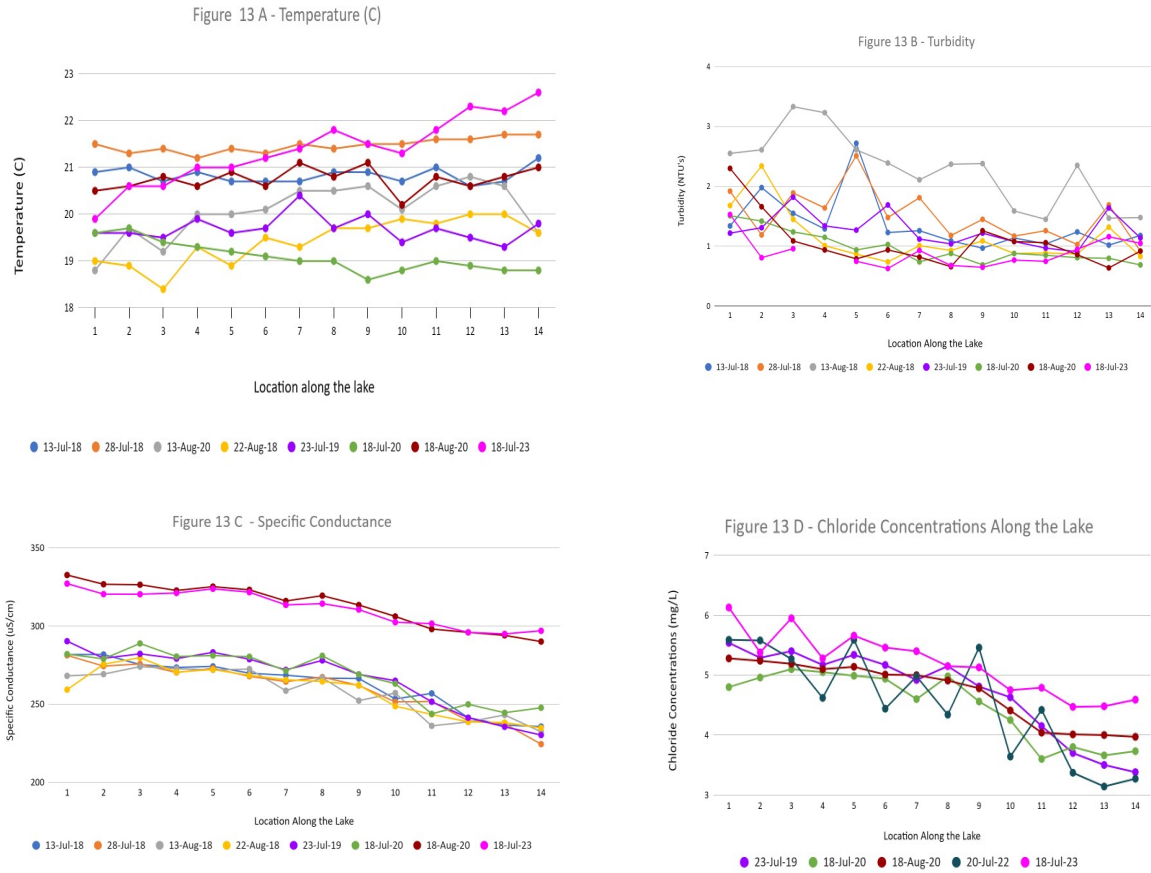 Figure 13 A - Temperature (C)
Temperature (C)
23
22
21
20
19
18
1 2 3 4 5 6 7 8 9 10 11 12 13 14
Location along the lake
13-Jul-18 28-Jul-18 13-Aug-20 22-Aug-18 23-Jul-19 18-Jul-20 18-Aug-20 18-Jul-23
Figure 13 B - Turbidity
Turbidity (NTU's)
4
3
2
1
0
1 2 3 4 5 6 7 8 9 10 11 12 13 14
Location Along the Lake
13-Jul-18 28-Jul-18 13-Aug-18 22-Aug-18 23-Jul-19 18-Jul-20 18-Aug-20 18-Jul-23
Figure 13 C - Specific Conductance
Specific Conductance (uS/cm)
350
300
250
200
1 2 3 4 5 6 7 8 9 10 11 12 13 14
Location Along the Lake
13-Jul-18 28-Jul-18 13-Aug-18 22-Aug-18 23-Jul-19 18-Jul-20 18-Aug-20 18-Jul-23
Figure 13 D - Chloride Concentrations Along the Lake
Chloride Concentrations (mg/L)
7
6
5
4
3
1 2 3 4 5 6 7 8 9 10 11 12 13 14
Location Along the Lake
23-Jul-19 18-Jul-20 18-Aug-20 20-Jul-22 18-Jul-23